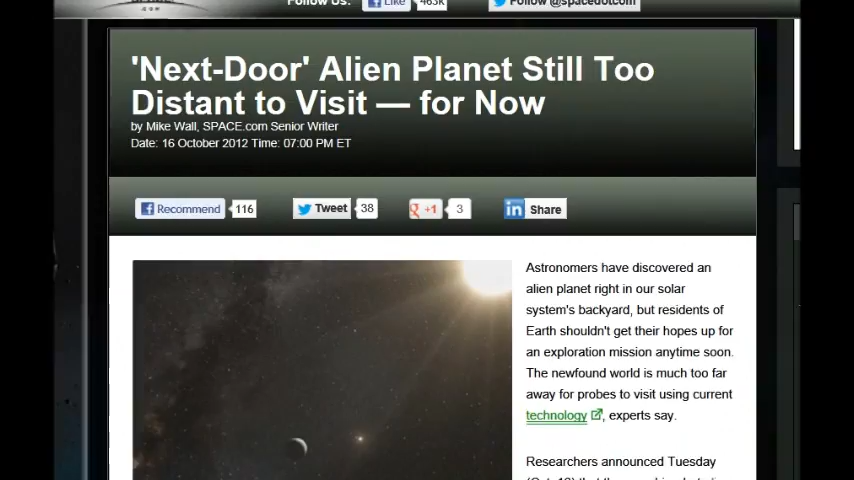 Follow Us:
Like
463k
Follow @spacedotcom
'Next-Door' Alien Planet Still Too
Distant to Visit — for Now
by Mike Wall, SPACE.com Senior Writer
Date: 16 October 2012 Time: 07:00 PM ET
Recommend 116
Tweet 38
+1 3
in Share
Astronomers have discovered an
alien planet right in our solar
system's backyard, but residents of
Earth shouldn't get their hopes up for
an exploration mission anytime soon.
The newfound world is much too far
away for probes to visit using current
technology, experts say.
Researchers announced Tuesday